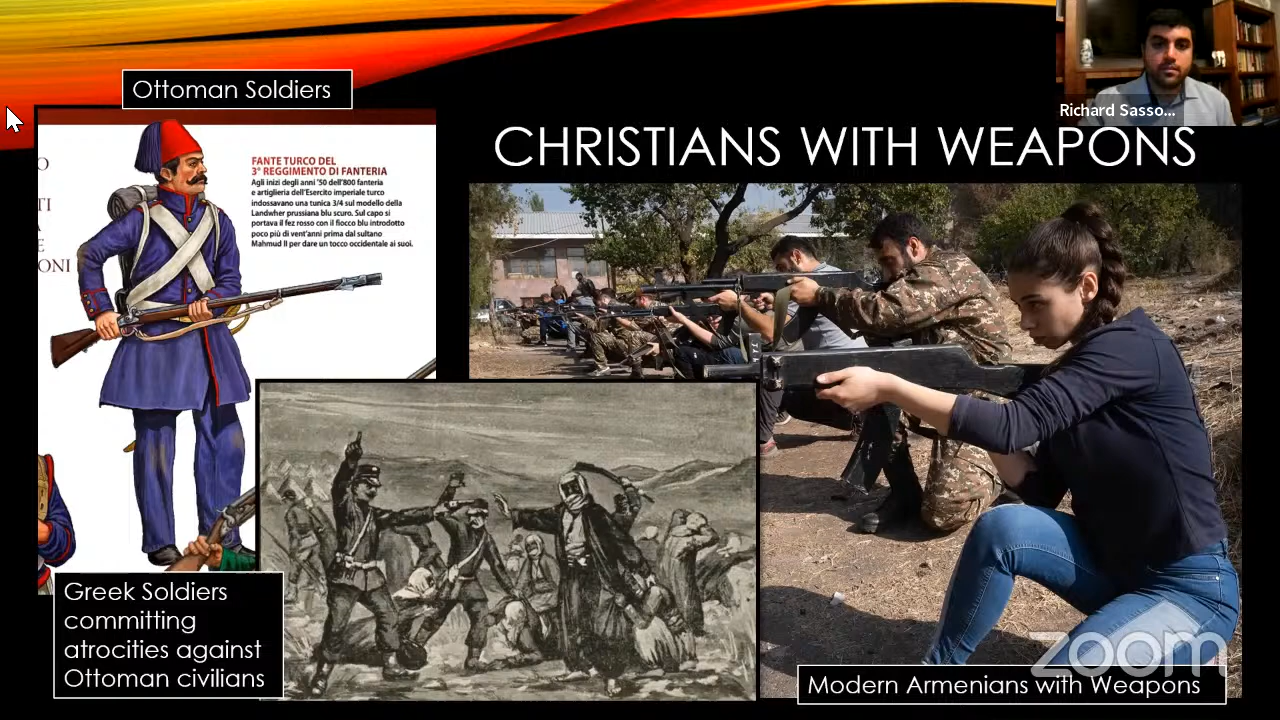 Ottoman Soldiers
Richard Sasso...
CHRISTIANS WITH WEAPONS
O
TI
A
E
ONI
FANTE TURCO DEL
3° REGGIMENTO DI FANTERIA
Agli inizi degli anni '50 dell'800 fanteria
e artiglieria dell'Esercito imperiale turco
indossavano una tunica 3/4 sul modello della
Landwher prussiana blu scuro. Sul capo si
portava il fez rosso con il fiocco blu introdotto
poco più di vent'anni prima dal sultano
Mahmud II per dare un tocco occidentale ai suoi.
Greek Soldiers
committing
atrocities against
Ottoman civilians
zoom
Modern Armenians with Weapons